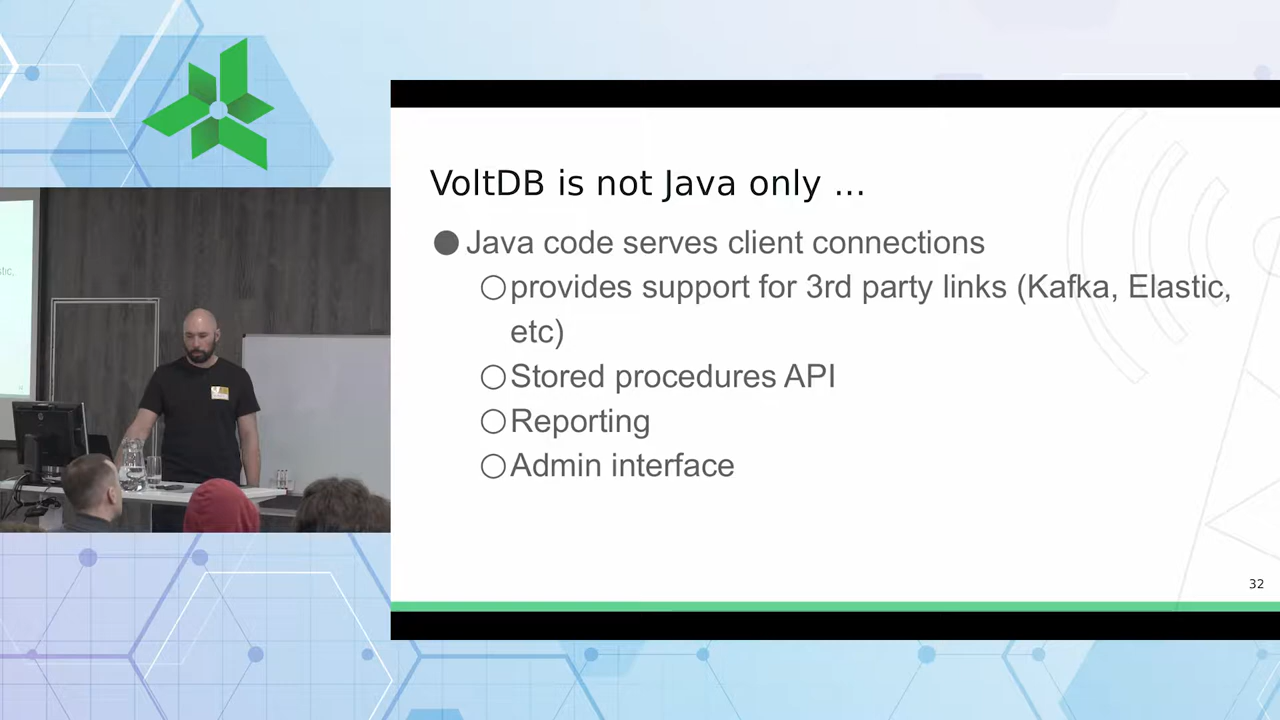 VoltDB is not Java only ...
● Java code serves client connections
○ provides support for 3rd party links (Kafka, Elastic,
etc)
○ Stored procedures API
○ Reporting
○ Admin interface
32